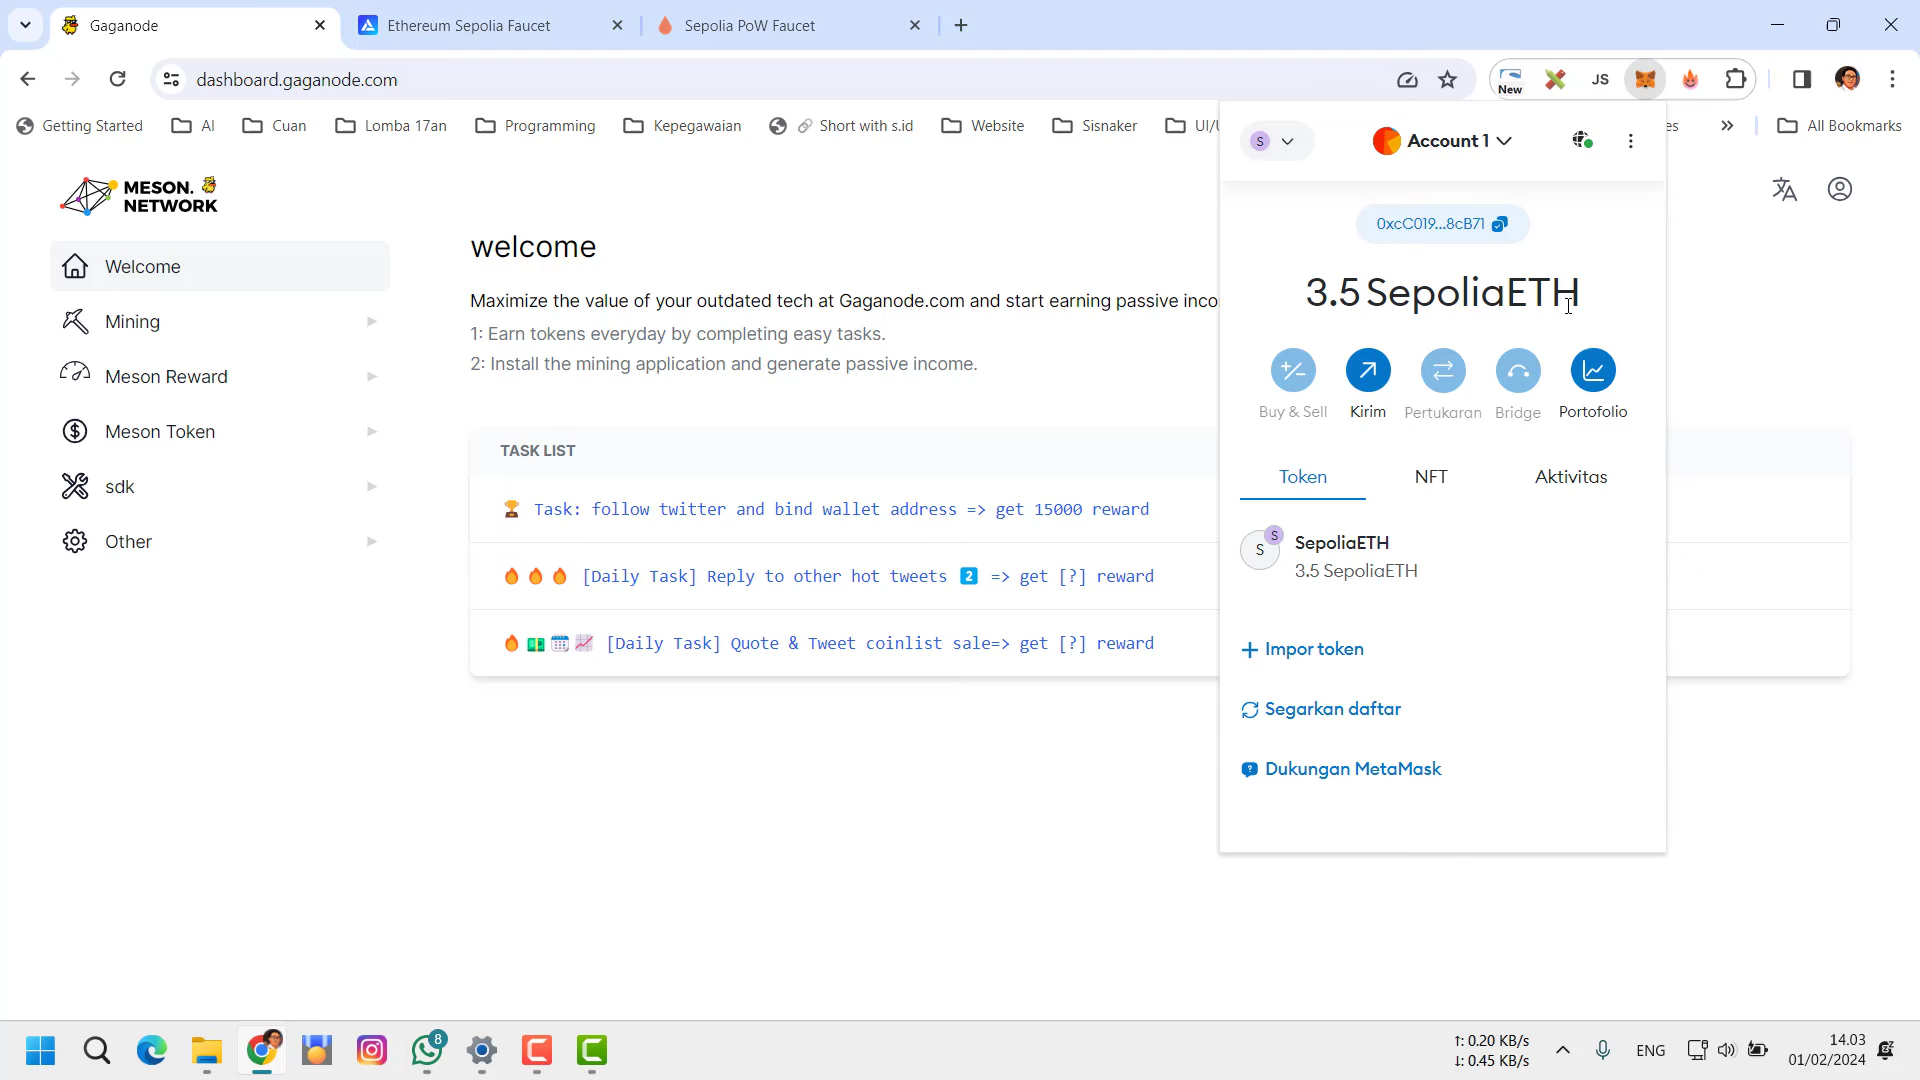 Gaganode
Ethereum Sepolia Faucet
Sepolia PoW Faucet
dashboard.gaganode.com
New
JS
Getting Started
AI
Cuan
Lomba 17an
Programming
Kepegawaian
Short with s.id
Website
Sisnaker
UI/U
es
All Bookmarks
MESON.
NETWORK
Welcome
Mining
Meson Reward
Meson Token
sdk
Other
welcome
Maximize the value of your outdated tech at Gaganode.com and start earning passive inco
1: Earn tokens everyday by completing easy tasks.
2: Install the mining application and generate passive income.
TASK LIST
🏆 Task: follow twitter and bind wallet address => get 15000 reward
🔥 🔥 🔥 [Daily Task] Reply to other hot tweets 2️⃣ => get [?] reward
🔥 💵 🗓️ 📈 [Daily Task] Quote & Tweet coinlist sale=> get [?] reward
S
Account 1
0xcC019...8cB71
3.5 SepoliaETH
Buy & Sell
Kirim
Pertukaran
Bridge
Portofolio
Token
NFT
Aktivitas
S
S
SepoliaETH
3.5 SepoliaETH
+ Impor token
Segarkan daftar
Dukungan MetaMask
8
↑: 0.20 KB/s
↓: 0.45 KB/s
ENG
14.03
01/02/2024